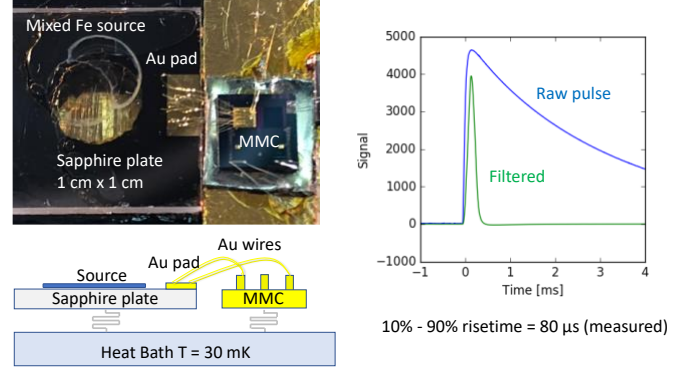 Mixed Fe source
Au pad
MMC
Sapphire plate
1 cm x 1 cm
Au wires
Au pad
Source
Sapphire plate
MMC
Heat Bath T = 30 mK
5000
4000
3000
2000
1000
0
−1000
Signal
Raw pulse
Filtered
−1 0 1 2 3 4
Time [ms]
10% - 90% risetime = 80 µs (measured)